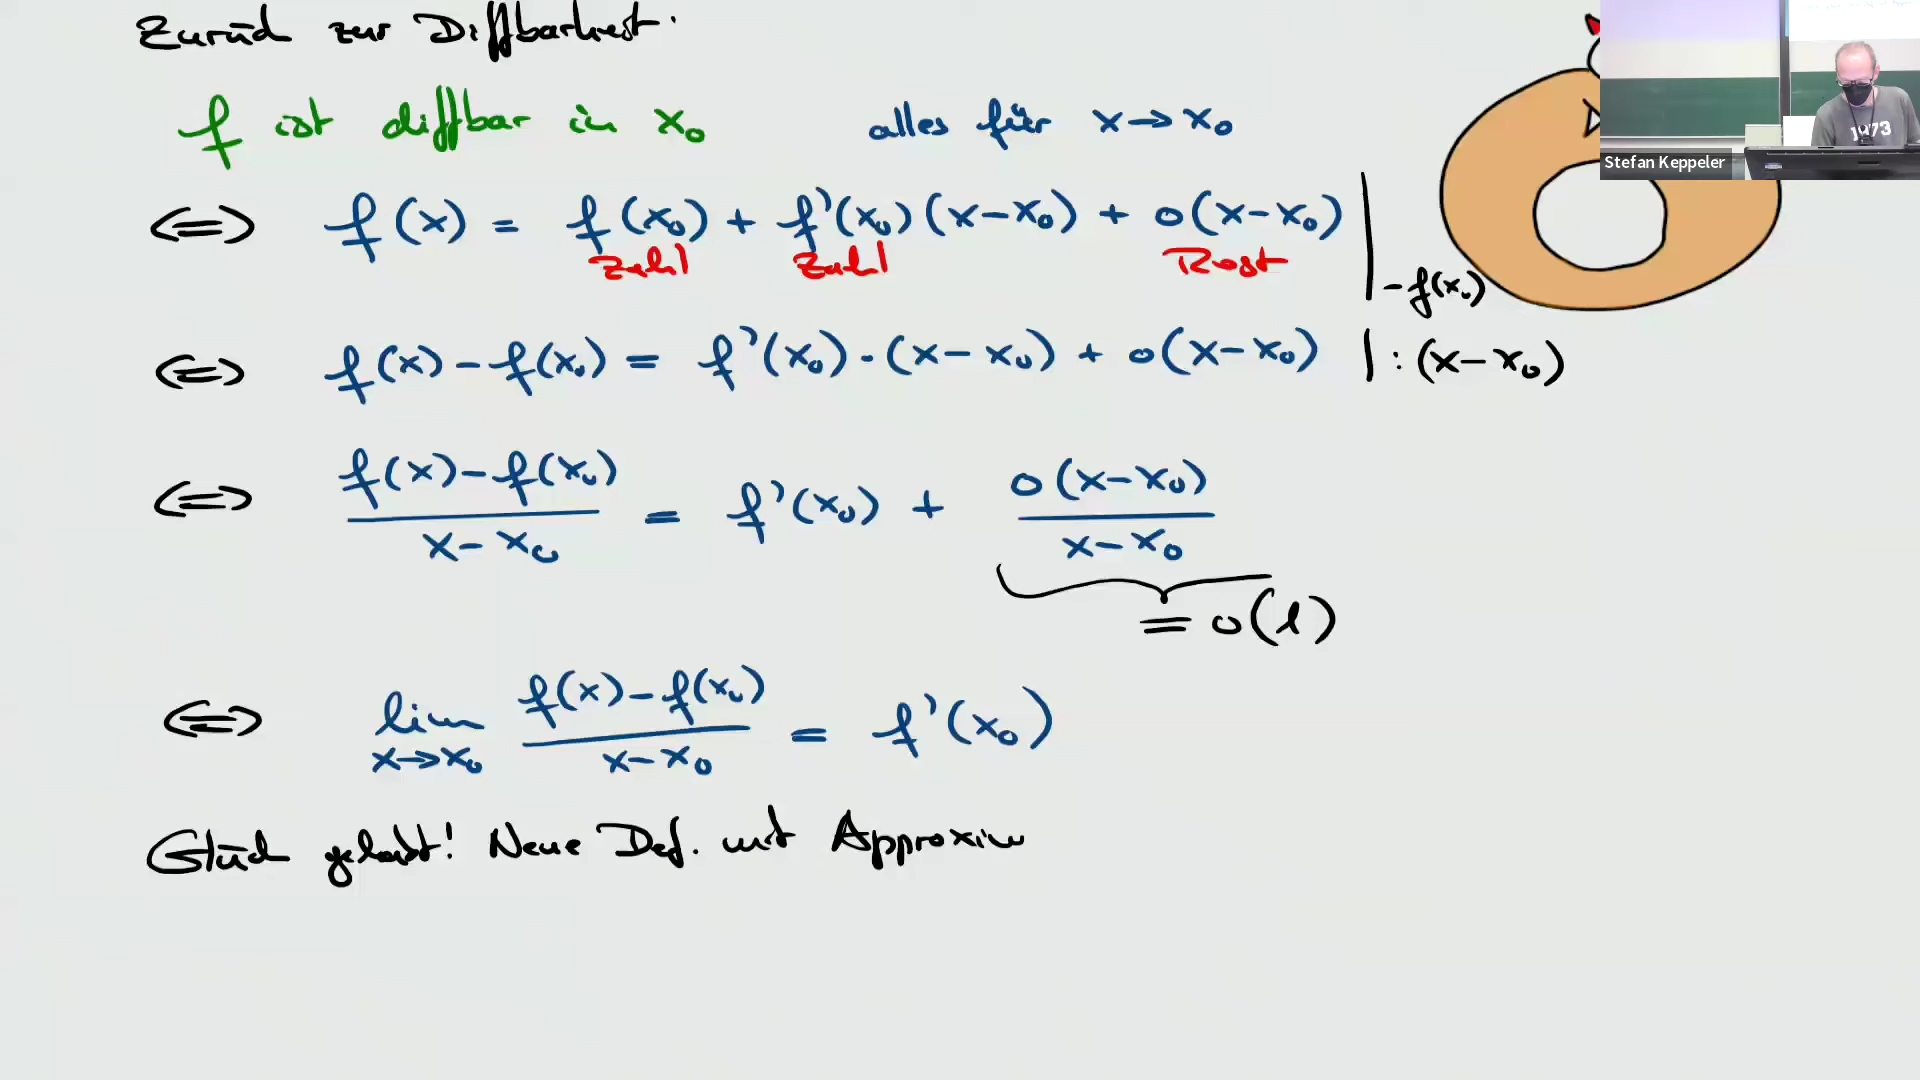 Zurück zur Diffbarkeit.
f ist diffbar in x₀ alles für x → x₀
⟺ f(x) = f(x₀) + f'(x₀)(x-x₀) + o(x-x₀) | -f(x₀)
Zahl Zahl Rest
⟺ f(x) - f(x₀) = f'(x₀)·(x-x₀) + o(x-x₀) | : (x-x₀)
⟺ (f(x)-f(x₀))/(x-x₀) = f'(x₀) + o(x-x₀)/(x-x₀)
= o(1)
⟺ lim x→x₀ (f(x)-f(x₀))/(x-x₀) = f'(x₀)
Glück gehabt! Neue Def. mit Approxim
Stefan Keppeler
1973